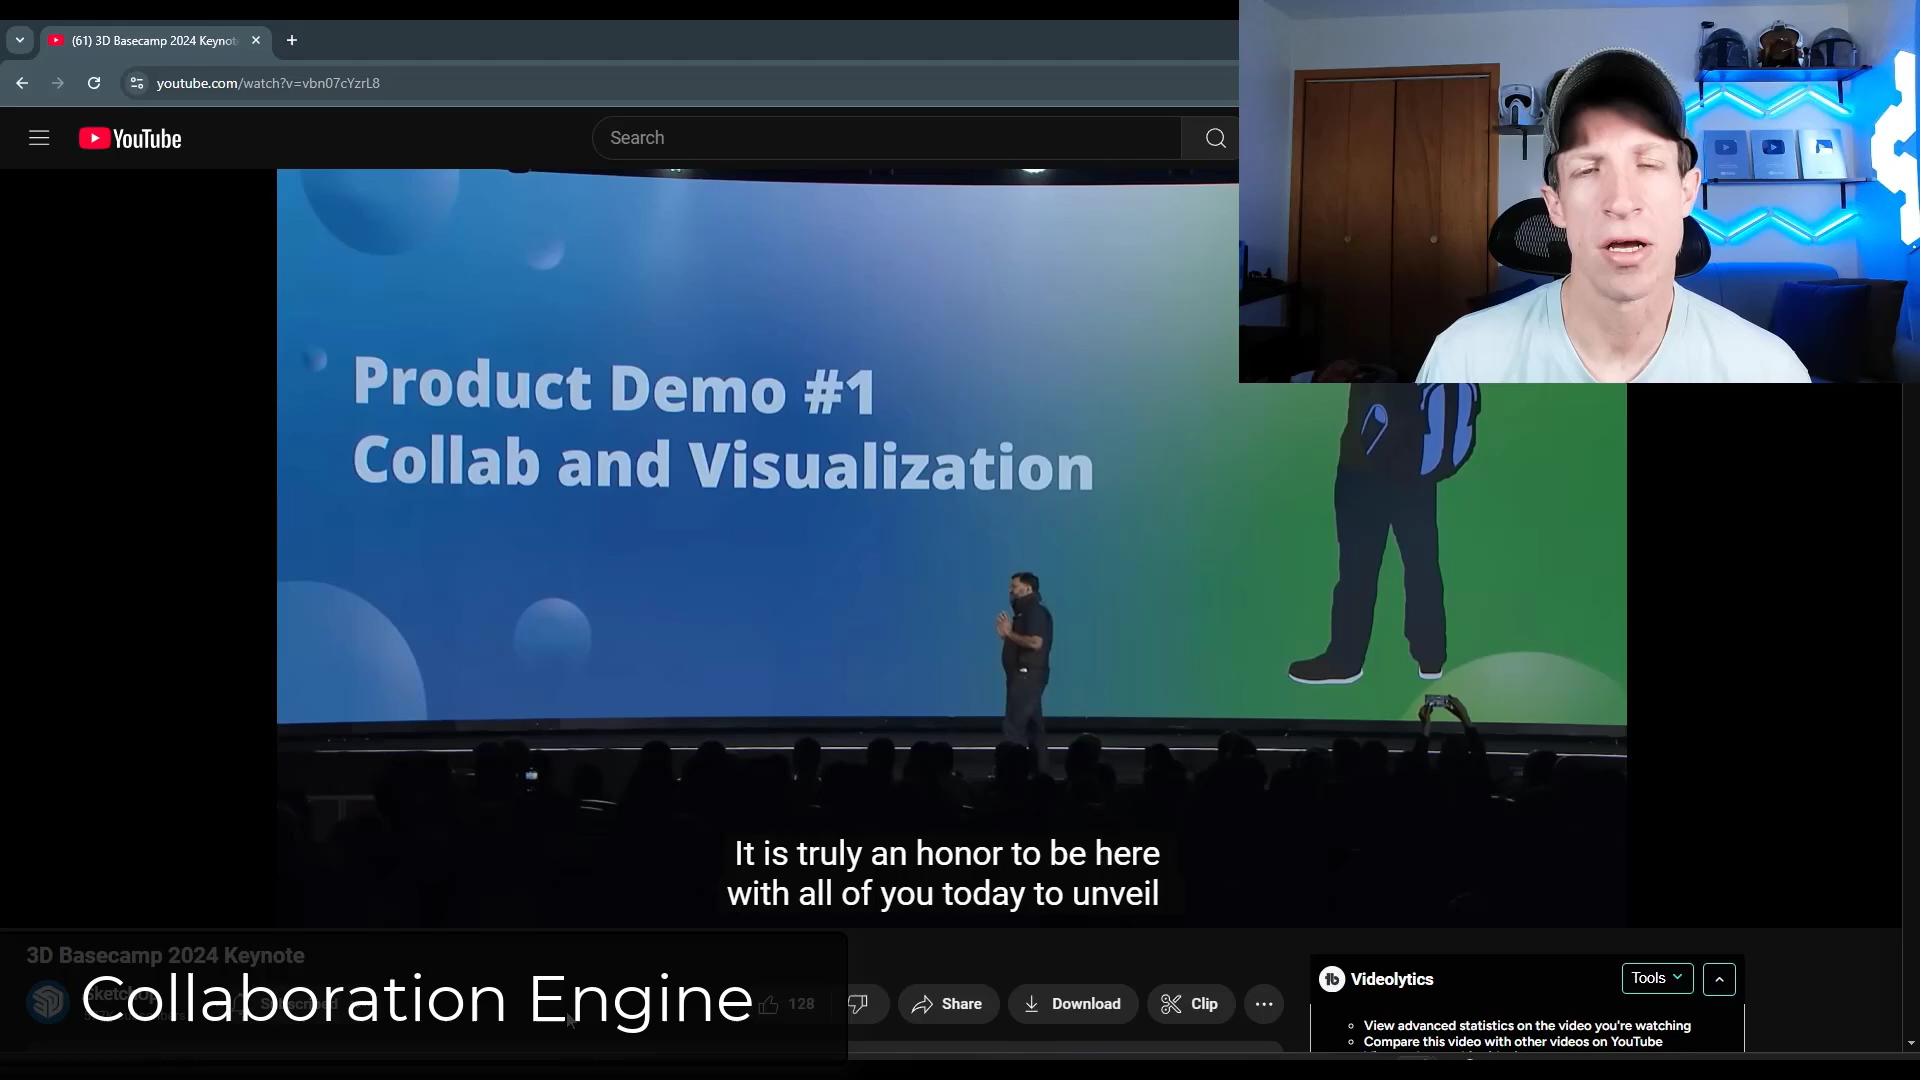 (61) 3D Basecamp 2024 Keynot
youtube.com/watch?v=vbn07cYzrL8
YouTube
Search
Product Demo #1
Collab and Visualization
It is truly an honor to be here
with all of you today to unveil
3D Basecamp 2024 Keynote
Collaboration Engine
128
Share
Download
Clip
Videolytics
Tools
View advanced statistics on the video you're watching
Compare this video with other videos on YouTube